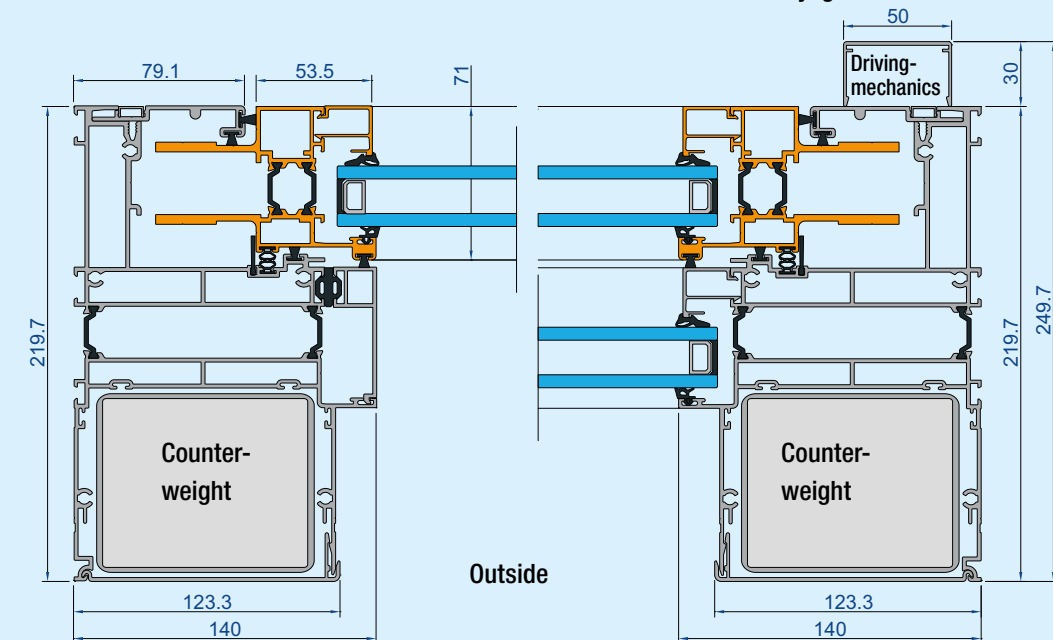 50
Driving-
mechanics
30
79.1
53.5
71
219.7
249.7
219.7
Counter-
weight
Counter-
weight
Outside
123.3
123.3
140
140